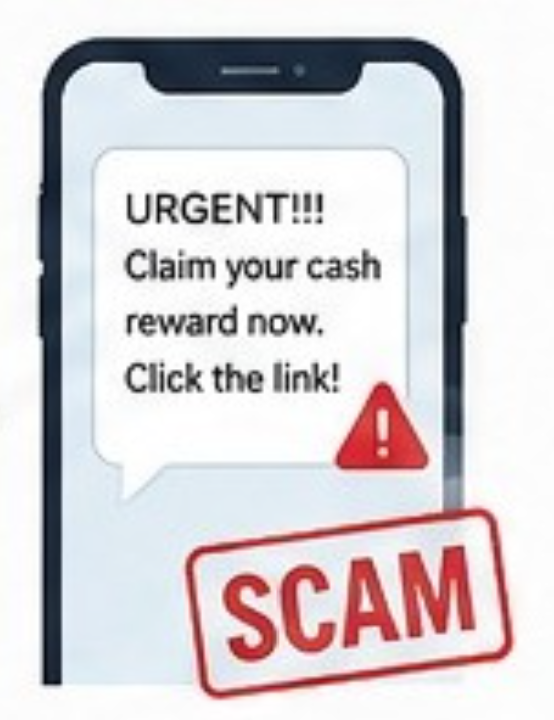 URGENT!!!
Claim your cash
reward now.
Click the link!
!
SCAM